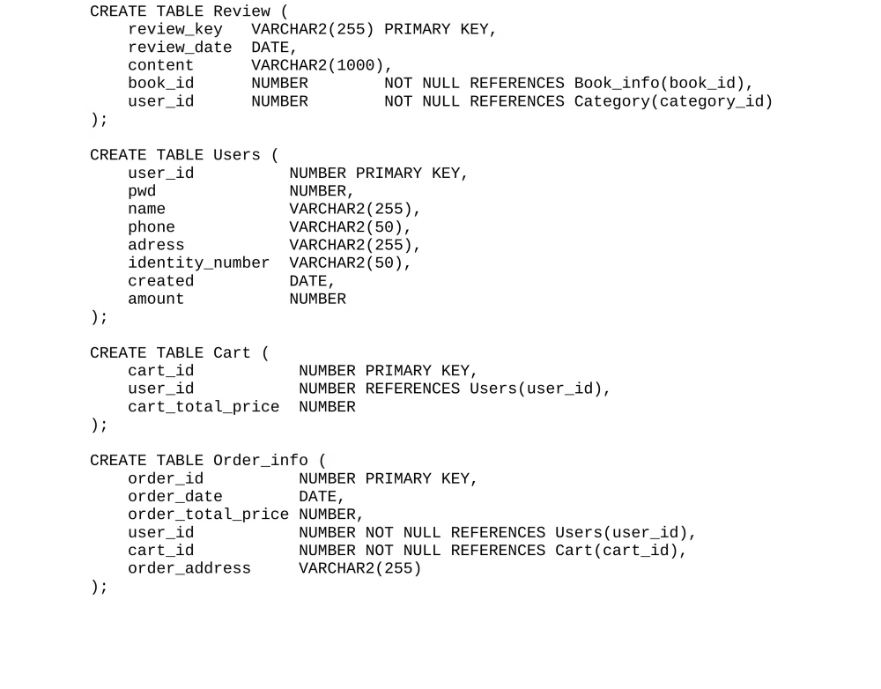 CREATE TABLE Review (
    review_key   VARCHAR2(255) PRIMARY KEY,
    review_date  DATE,
    content      VARCHAR2(1000),
    book_id      NUMBER        NOT NULL REFERENCES Book_info(book_id),
    user_id      NUMBER        NOT NULL REFERENCES Category(category_id)
);

CREATE TABLE Users (
    user_id          NUMBER PRIMARY KEY,
    pwd              NUMBER,
    name             VARCHAR2(255),
    phone            VARCHAR2(50),
    adress           VARCHAR2(255),
    identity_number  VARCHAR2(50),
    created          DATE,
    amount           NUMBER
);

CREATE TABLE Cart (
    cart_id           NUMBER PRIMARY KEY,
    user_id           NUMBER REFERENCES Users(user_id),
    cart_total_price  NUMBER
);

CREATE TABLE Order_info (
    order_id          NUMBER PRIMARY KEY,
    order_date        DATE,
    order_total_price NUMBER,
    user_id           NUMBER NOT NULL REFERENCES Users(user_id),
    cart_id           NUMBER NOT NULL REFERENCES Cart(cart_id),
    order_address     VARCHAR2(255)
);